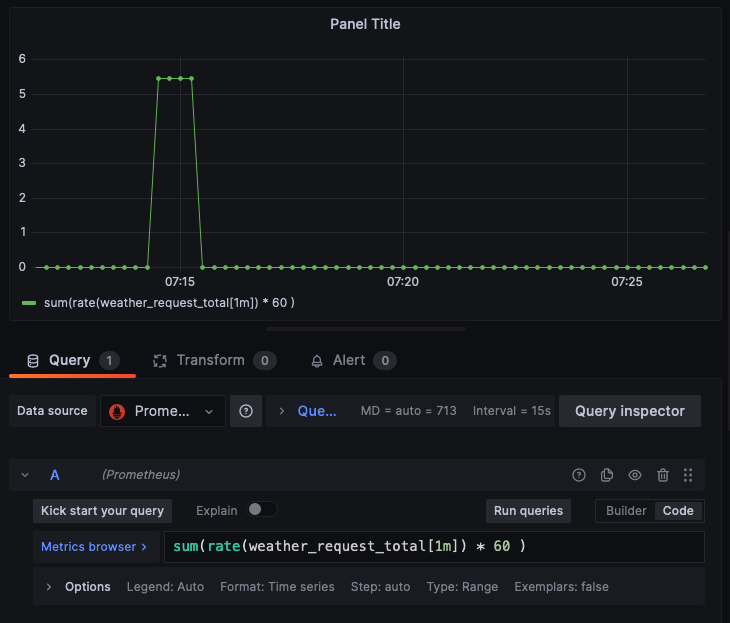 Panel Title
6
5
4
3
2
1
0
07:15 07:20 07:25
sum(rate(weather_request_total[1m]) * 60 )
Query 1 Transform 0 Alert 0
Data source Prome... ? > Que... MD = auto = 713 Interval = 15s Query inspector
A (Prometheus) ?
Kick start your query Explain Run queries Builder Code
Metrics browser > sum(rate(weather_request_total[1m]) * 60 )
> Options Legend: Auto Format: Time series Step: auto Type: Range Exemplars: false